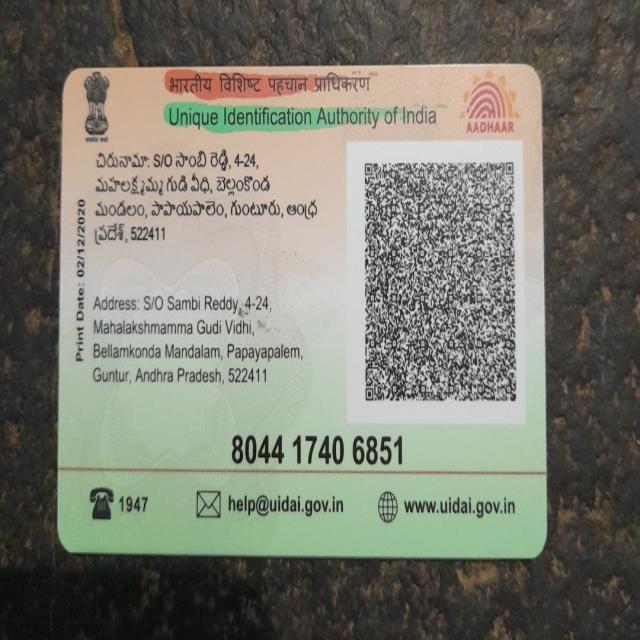 भारतीय विशिष्ट पहचान प्राधिकरण
Unique Identification Authority of India
AADHAAR
చిరునామా: S/O సాంబి రెడ్డి, 4-24,
మహలక్ష్మమ్మ గుడి వీధి, బెల్లంకొండ
మండలం, పాపాయపాలెం, గుంటూరు, ఆంధ్ర
ప్రదేశ్, 522411
Print Date: 02/12/2020
Address: S/O Sambi Reddy, 4-24,
Mahalakshmamma Gudi Vidhi,
Bellamkonda Mandalam, Papayapalem,
Guntur, Andhra Pradesh, 522411
8044 1740 6851
1947 help@uidai.gov.in www.uidai.gov.in